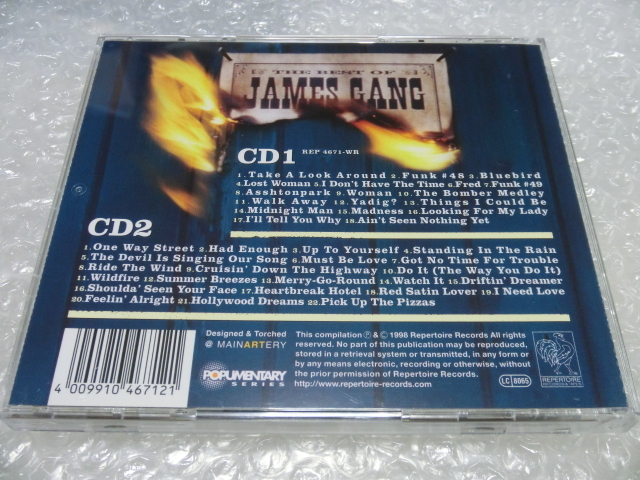 THE BEST OF
JAMES GANG
CD1 REP 4671-WR
1.Take A Look Around 2.Funk #48 3.Bluebird
4.Lost Woman 5.I Don't Have The Time 6.Fred 7.Funk #49
8.Asshtonpark 9.Woman 10.The Bomber Medley
11.Walk Away 12.Yadig? 13.Things I Could Be
14.Midnight Man 15.Madness 16.Looking For My Lady
17.I'll Tell You Why 18.Ain't Seen Nothing Yet
CD2
1.One Way Street 2.Had Enough 3.Up To Yourself 4.Standing In The Rain
5.The Devil Is Singing Our Song 6.Must Be Love 7.Got No Time For Trouble
8.Ride The Wind 9.Cruisin' Down The Highway 10.Do It (The Way You Do It)
11.Wildfire 12.Summer Breezes 13.Merry-Go-Round 14.Watch It 15.Driftin' Dreamer
16.Shoulda' Seen Your Face 17.Heartbreak Hotel 18.Red Satin Lover 19.I Need Love
20.Feelin' Alright 21.Hollywood Dreams 22.Pick Up The Pizzas
Designed & Torched
@ MAINARTERY
POPUMENTARY
SERIES
This compilation ℗ & © 1998 Repertoire Records All rights
reserved. No part of this publication may be reproduced,
stored in a retrieval system or transmitted, in any form or
by any means electronic, recording or otherwise, without
the prior permission of Repertoire Records.
http://www.repertoire-records.com
LC 8065
REPERTOIRE
4 009910 467121